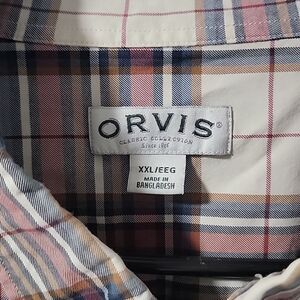 ORVIS®
CLASSIC COLLECTION
SINCE 1856
XXL/EEG
MADE IN
BANGLADESH